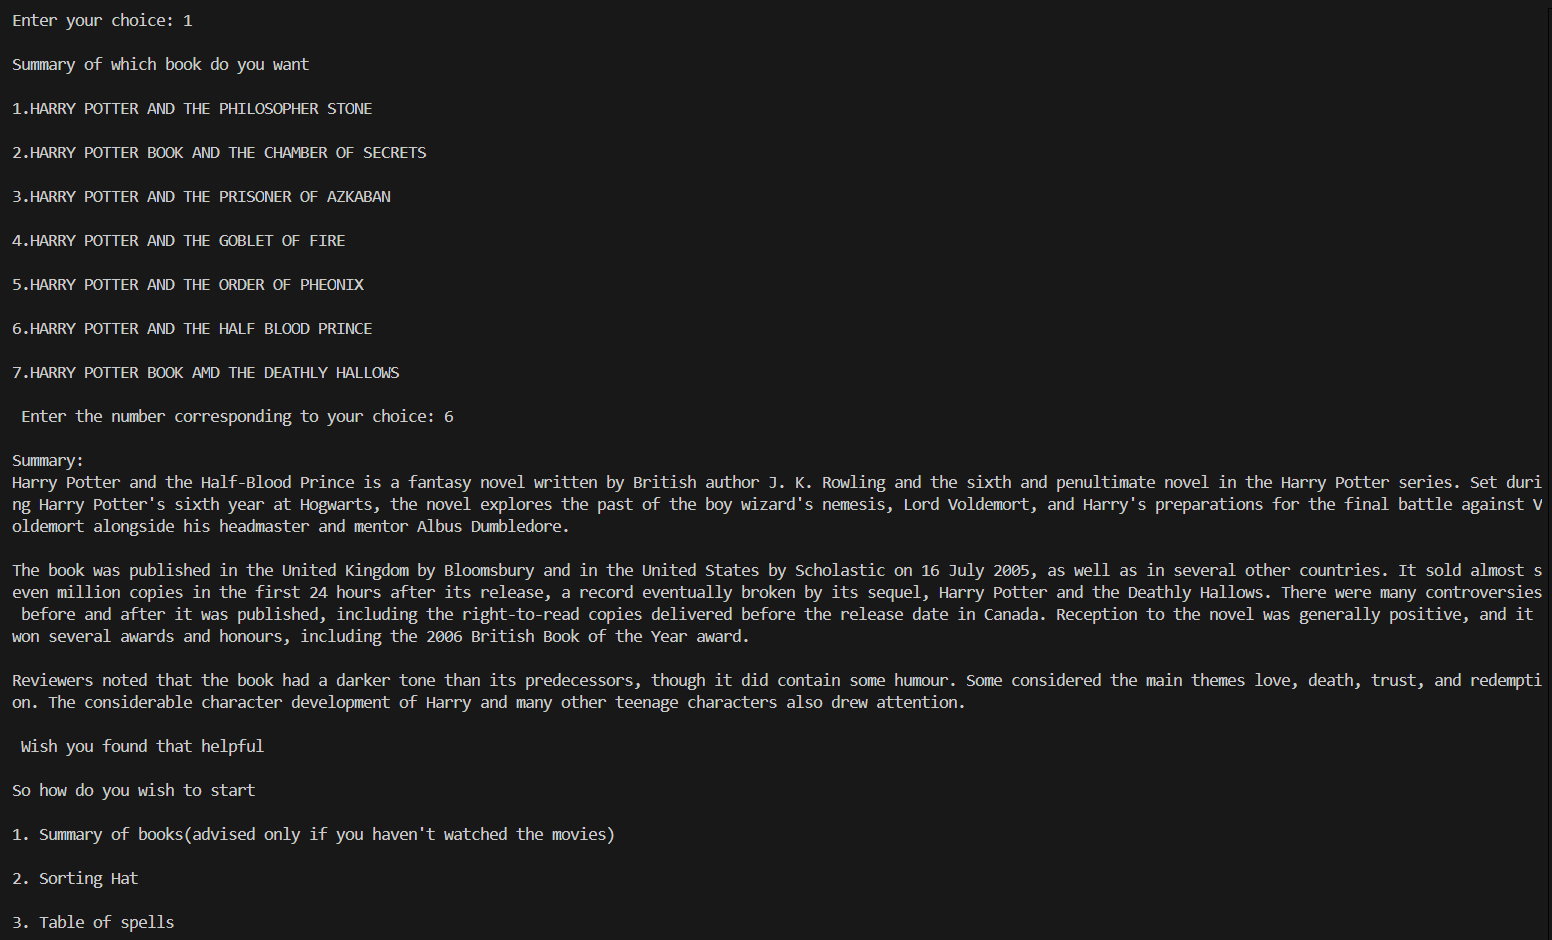 Enter your choice: 1
Summary of which book do you want
1.HARRY POTTER AND THE PHILOSOPHER STONE
2.HARRY POTTER BOOK AND THE CHAMBER OF SECRETS
3.HARRY POTTER AND THE PRISONER OF AZKABAN
4.HARRY POTTER AND THE GOBLET OF FIRE
5.HARRY POTTER AND THE ORDER OF PHEONIX
6.HARRY POTTER AND THE HALF BLOOD PRINCE
7.HARRY POTTER BOOK AMD THE DEATHLY HALLOWS
Enter the number corresponding to your choice: 6
Summary:
Harry Potter and the Half-Blood Prince is a fantasy novel written by British author J. K. Rowling and the sixth and penultimate novel in the Harry Potter series. Set duri
ng Harry Potter's sixth year at Hogwarts, the novel explores the past of the boy wizard's nemesis, Lord Voldemort, and Harry's preparations for the final battle against V
oldemort alongside his headmaster and mentor Albus Dumbledore.
The book was published in the United Kingdom by Bloomsbury and in the United States by Scholastic on 16 July 2005, as well as in several other countries. It sold almost s
even million copies in the first 24 hours after its release, a record eventually broken by its sequel, Harry Potter and the Deathly Hallows. There were many controversies
before and after it was published, including the right-to-read copies delivered before the release date in Canada. Reception to the novel was generally positive, and it
won several awards and honours, including the 2006 British Book of the Year award.
Reviewers noted that the book had a darker tone than its predecessors, though it did contain some humour. Some considered the main themes love, death, trust, and redempti
on. The considerable character development of Harry and many other teenage characters also drew attention.
Wish you found that helpful
So how do you wish to start
1. Summary of books(advised only if you haven't watched the movies)
2. Sorting Hat
3. Table of spells